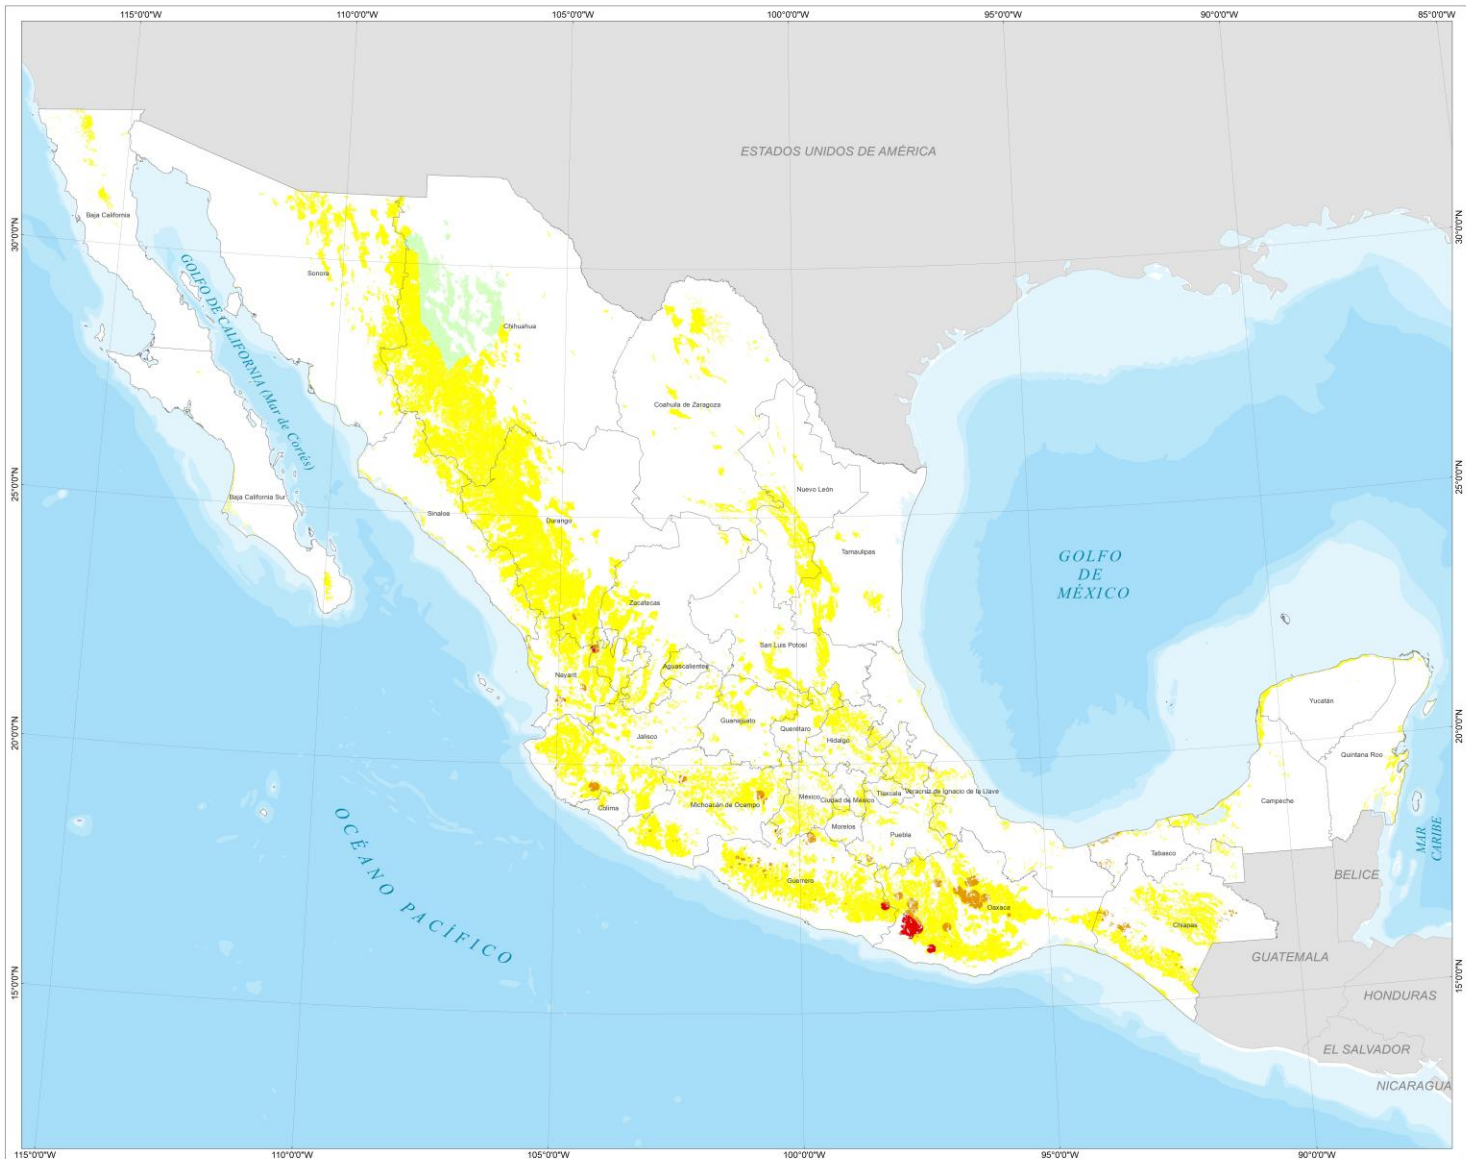 115°0'0"W
110°0'0"W
105°0'0"W
100°0'0"W
95°0'0"W
90°0'0"W
85°0'0"W
ESTADOS UNIDOS DE AMÉRICA
Baja California
30°0'0"N
30°0'0"N
GOLFO DE CALIFORNIA (Mar de Cortés)
Sonora
Chihuahua
Coahuila de Zaragoza
25°0'0"N
25°0'0"N
Baja California Sur
Nuevo León
Sinaloa
Durango
Tamaulipas
GOLFO
DE
MÉXICO
Zacatecas
San Luis Potosí
Aguascalientes
Nayarit
Yucatán
20°0'0"N
20°0'0"N
Guanajuato
Querétaro
Jalisco
Hidalgo
Quintana Roo
Colima
Michoacán de Ocampo
México
Ciudad de México
Tlaxcala
Veracruz de Ignacio de la Llave
Campeche
Morelos
Puebla
MAR
CARIBE
Tabasco
OCÉANO PACÍFICO
Guerrero
BELICE
Oaxaca
Chiapas
GUATEMALA
15°0'0"N
15°0'0"N
HONDURAS
EL SALVADOR
NICARAGUA
115°0'0"W
110°0'0"W
105°0'0"W
100°0'0"W
95°0'0"W
90°0'0"W